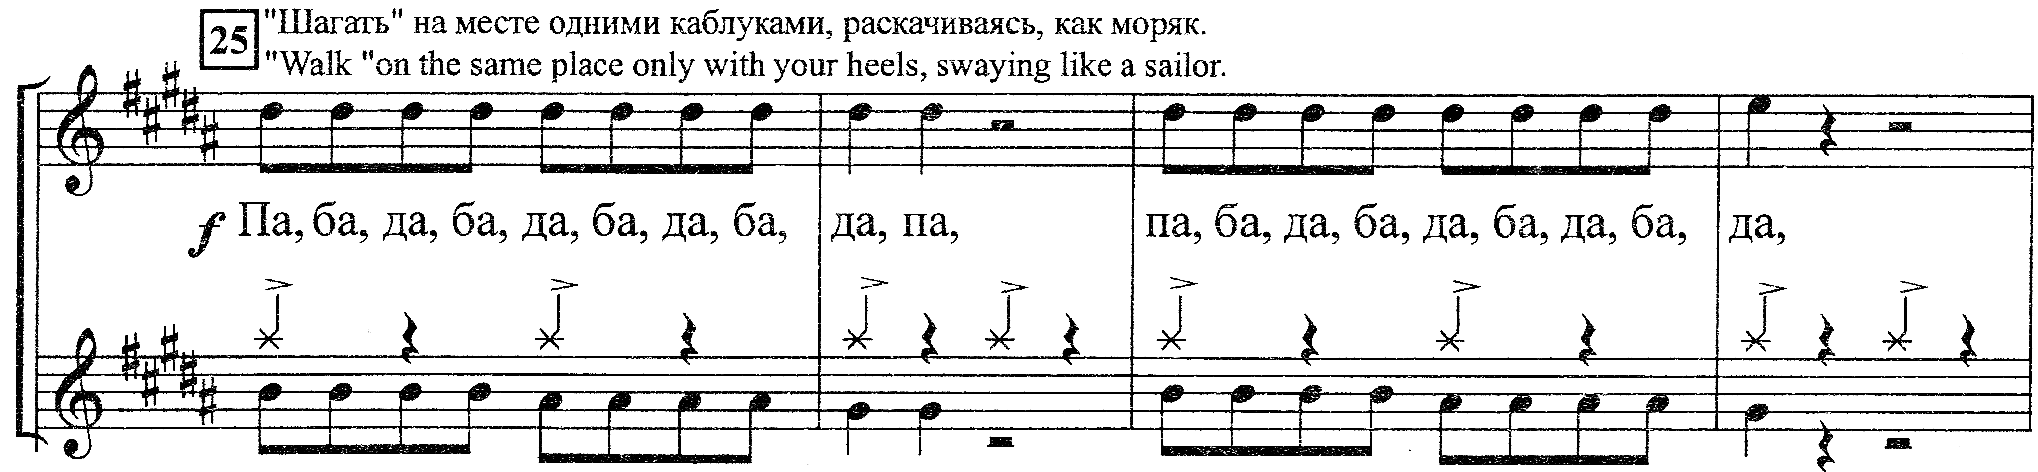 25 "Шагать" на месте одними каблуками, раскачиваясь, как моряк.
"Walk "on the same place only with your heels, swaying like a sailor.
f Па, ба, да, ба, да, ба, да, ба, да, па, па, ба, да, ба, да, ба, да, ба, да,